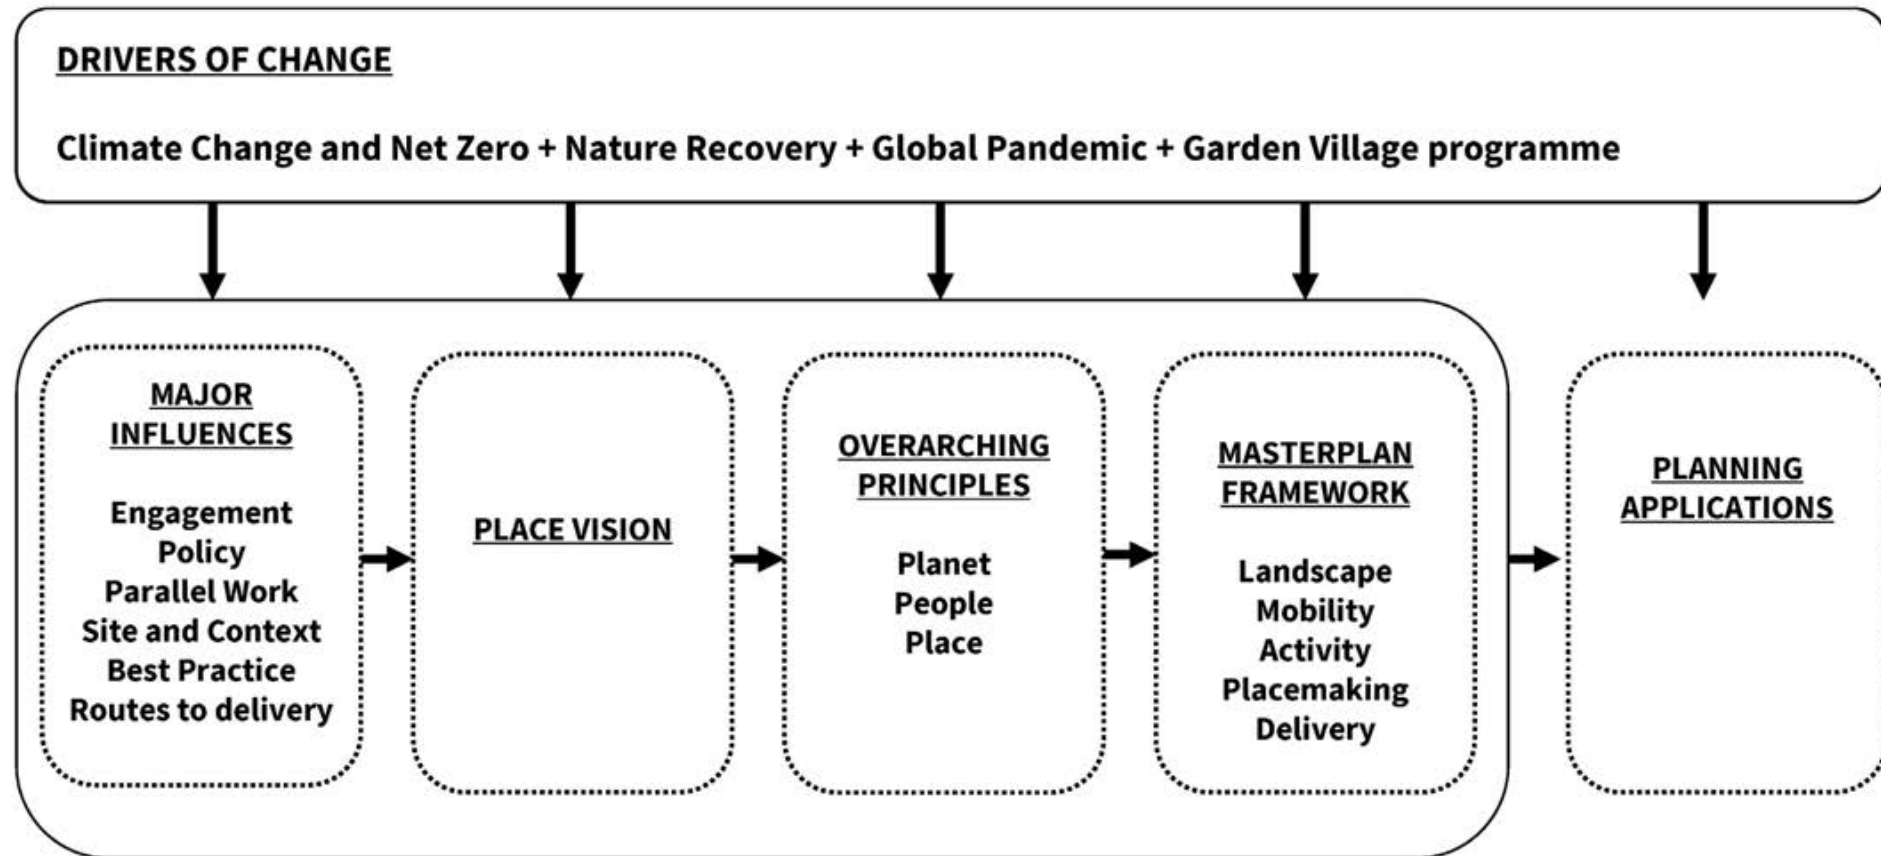 DRIVERS OF CHANGE
Climate Change and Net Zero + Nature Recovery + Global Pandemic + Garden Village programme
MAJOR
INFLUENCES
Engagement
Policy
Parallel Work
Site and Context
Best Practice
Routes to delivery
PLACE VISION
OVERARCHING
PRINCIPLES
Planet
People
Place
MASTERPLAN
FRAMEWORK
Landscape
Mobility
Activity
Placemaking
Delivery
PLANNING
APPLICATIONS